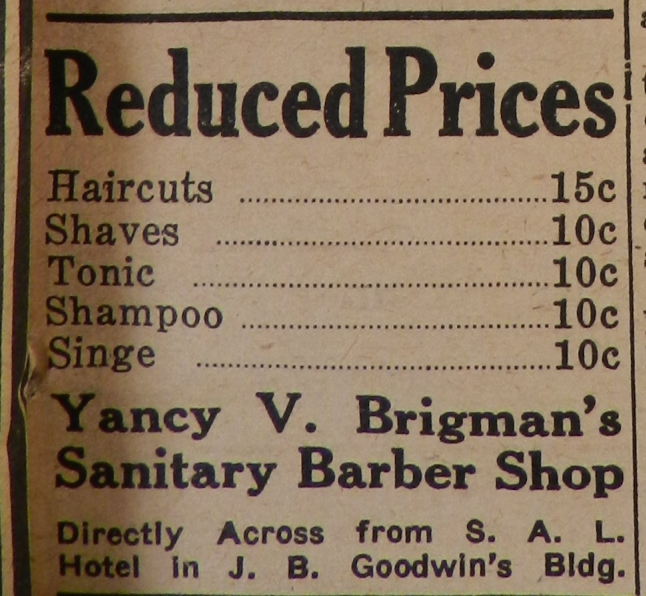 Reduced Prices
Haircuts ........................................ 15c
Shaves ........................................ 10c
Tonic ........................................ 10c
Shampoo ........................................ 10c
Singe ........................................ 10c
Yancy V. Brigman's
Sanitary Barber Shop
Directly Across from S. A. L.
Hotel in J. B. Goodwin's Bldg.